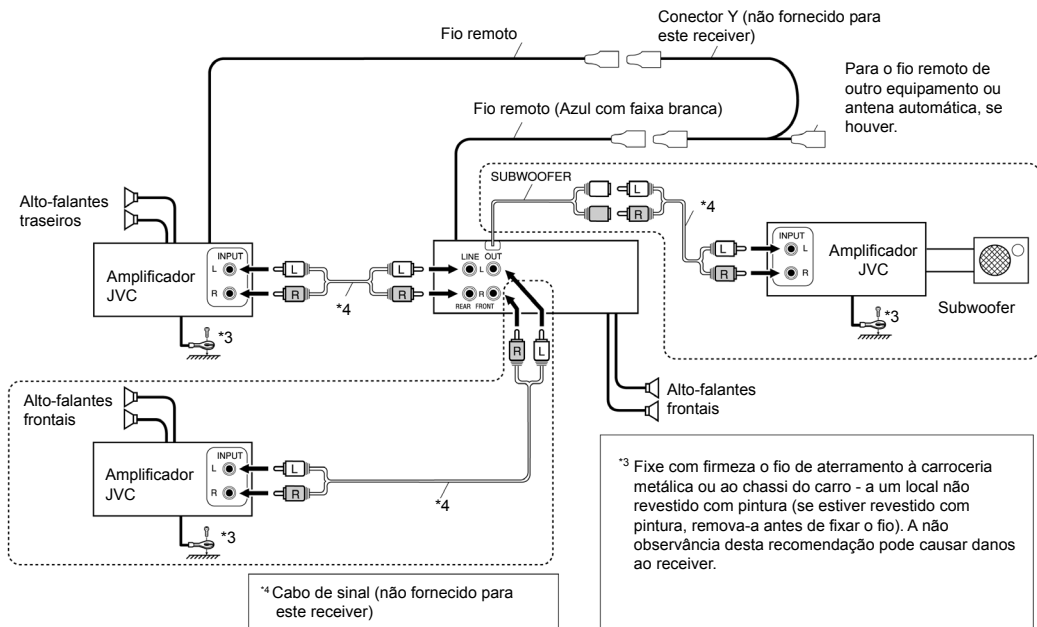 Fio remoto
Conector Y (não fornecido para
este receiver)
Para o fio remoto de
outro equipamento ou
antena automática, se
houver.
Fio remoto (Azul com faixa branca)
SUBWOOFER
L
R
L
R
*4
L
R
INPUT
L
R
Amplificador
JVC
*3
Subwoofer
Alto-falantes
traseiros
Amplificador
JVC
INPUT
L
R
*3
L
R
*4
L
R
LINE OUT
L
R
REAR FRONT
R
L
Alto-falantes
frontais
Alto-falantes
frontais
Amplificador
JVC
INPUT
L
R
*3
L
R
*4
*4 Cabo de sinal (não fornecido para
este receiver)
*3 Fixe com firmeza o fio de aterramento à carroceria
metálica ou ao chassi do carro - a um local não
revestido com pintura (se estiver revestido com
pintura, remova-a antes de fixar o fio). A não
observância desta recomendação pode causar danos
ao receiver.